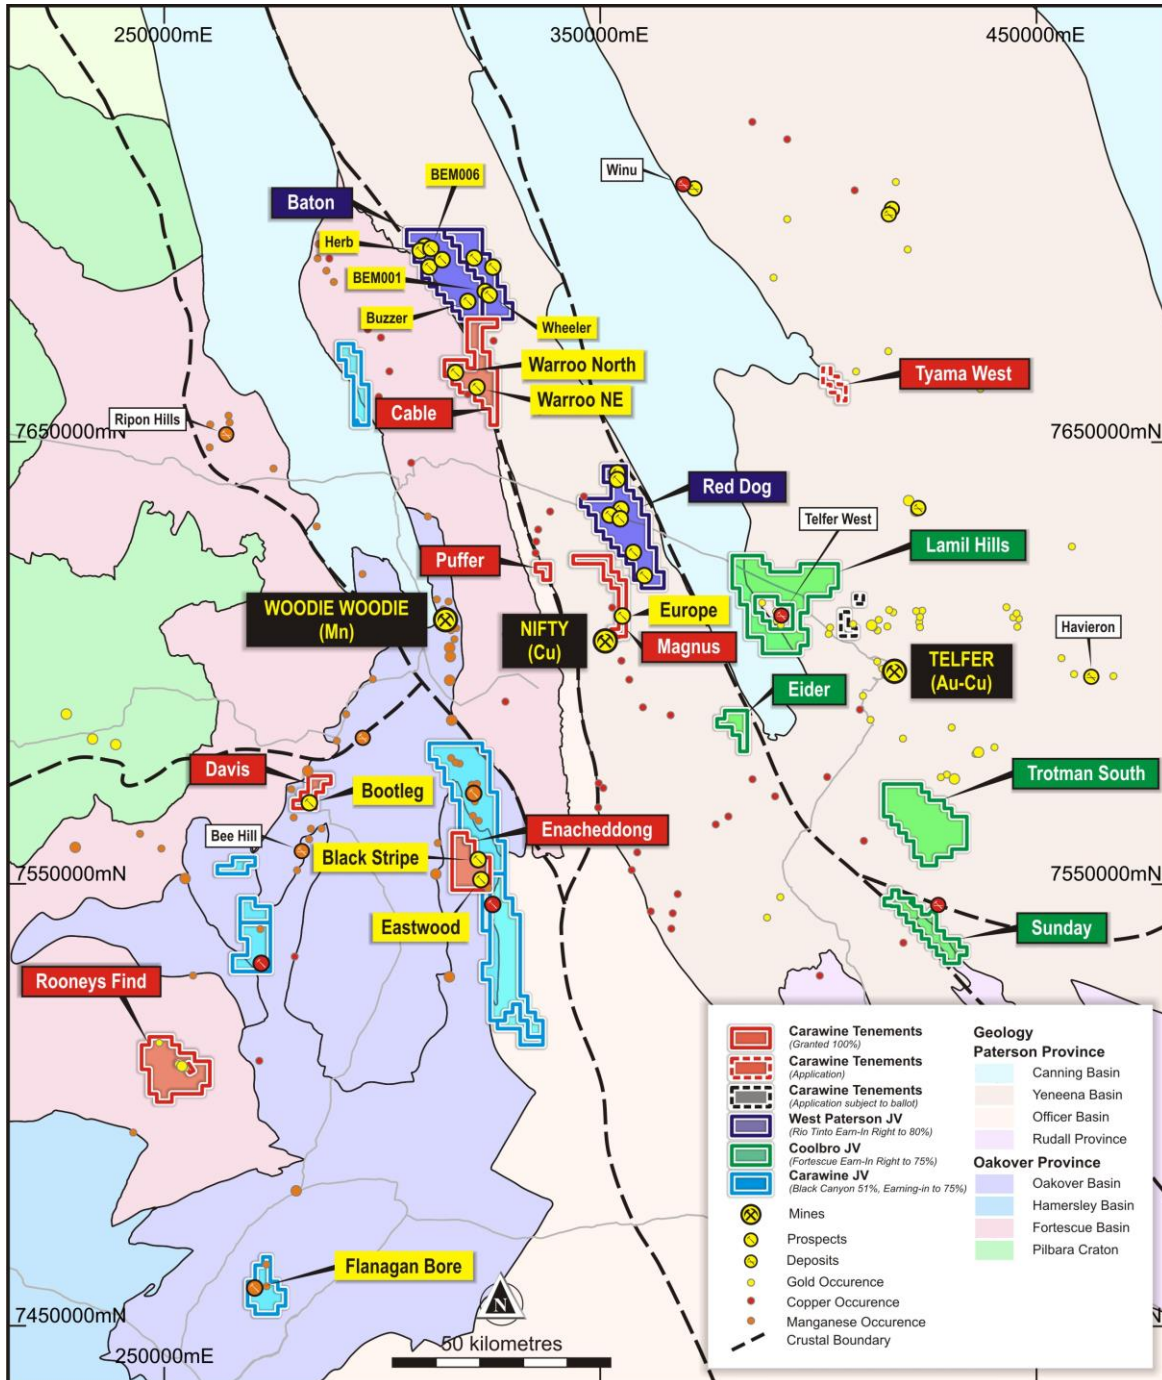 250000mE
350000mE
450000mE
Winu
BEM006
Baton
Herb
BEM001
Buzzer
Wheeler
Warroo North
Tyama West
Warroo NE
Cable
Ripon Hills
7650000mN
7650000mN
Red Dog
Telfer West
Lamil Hills
Puffer
WOODIE WOODIE
(Mn)
Europe
NIFTY
(Cu)
Magnus
Havieron
TELFER
(Au-Cu)
Eider
Davis
Bootleg
Trotman South
Enacheddong
Bee Hill
Black Stripe
7550000mN
7550000mN
Eastwood
Sunday
Rooneys Find
Carawine Tenements
(Granted 100%)
Carawine Tenements
(Application)
Carawine Tenements
(Application subject to ballot)
West Paterson JV
(Rio Tinto Earn-In Right to 80%)
Coolbro JV
(Fortescue Earn-In Right to 75%)
Carawine JV
(Black Canyon 51%, Earning-in to 75%)
Mines
Prospects
Deposits
Gold Occurence
Copper Occurence
Manganese Occurence
Crustal Boundary
Geology
Paterson Province
Canning Basin
Yeneena Basin
Officer Basin
Rudall Province
Oakover Province
Oakover Basin
Hamersley Basin
Fortescue Basin
Pilbara Craton
Flanagan Bore
7450000mN
N
N
50 kilometres
250000mE